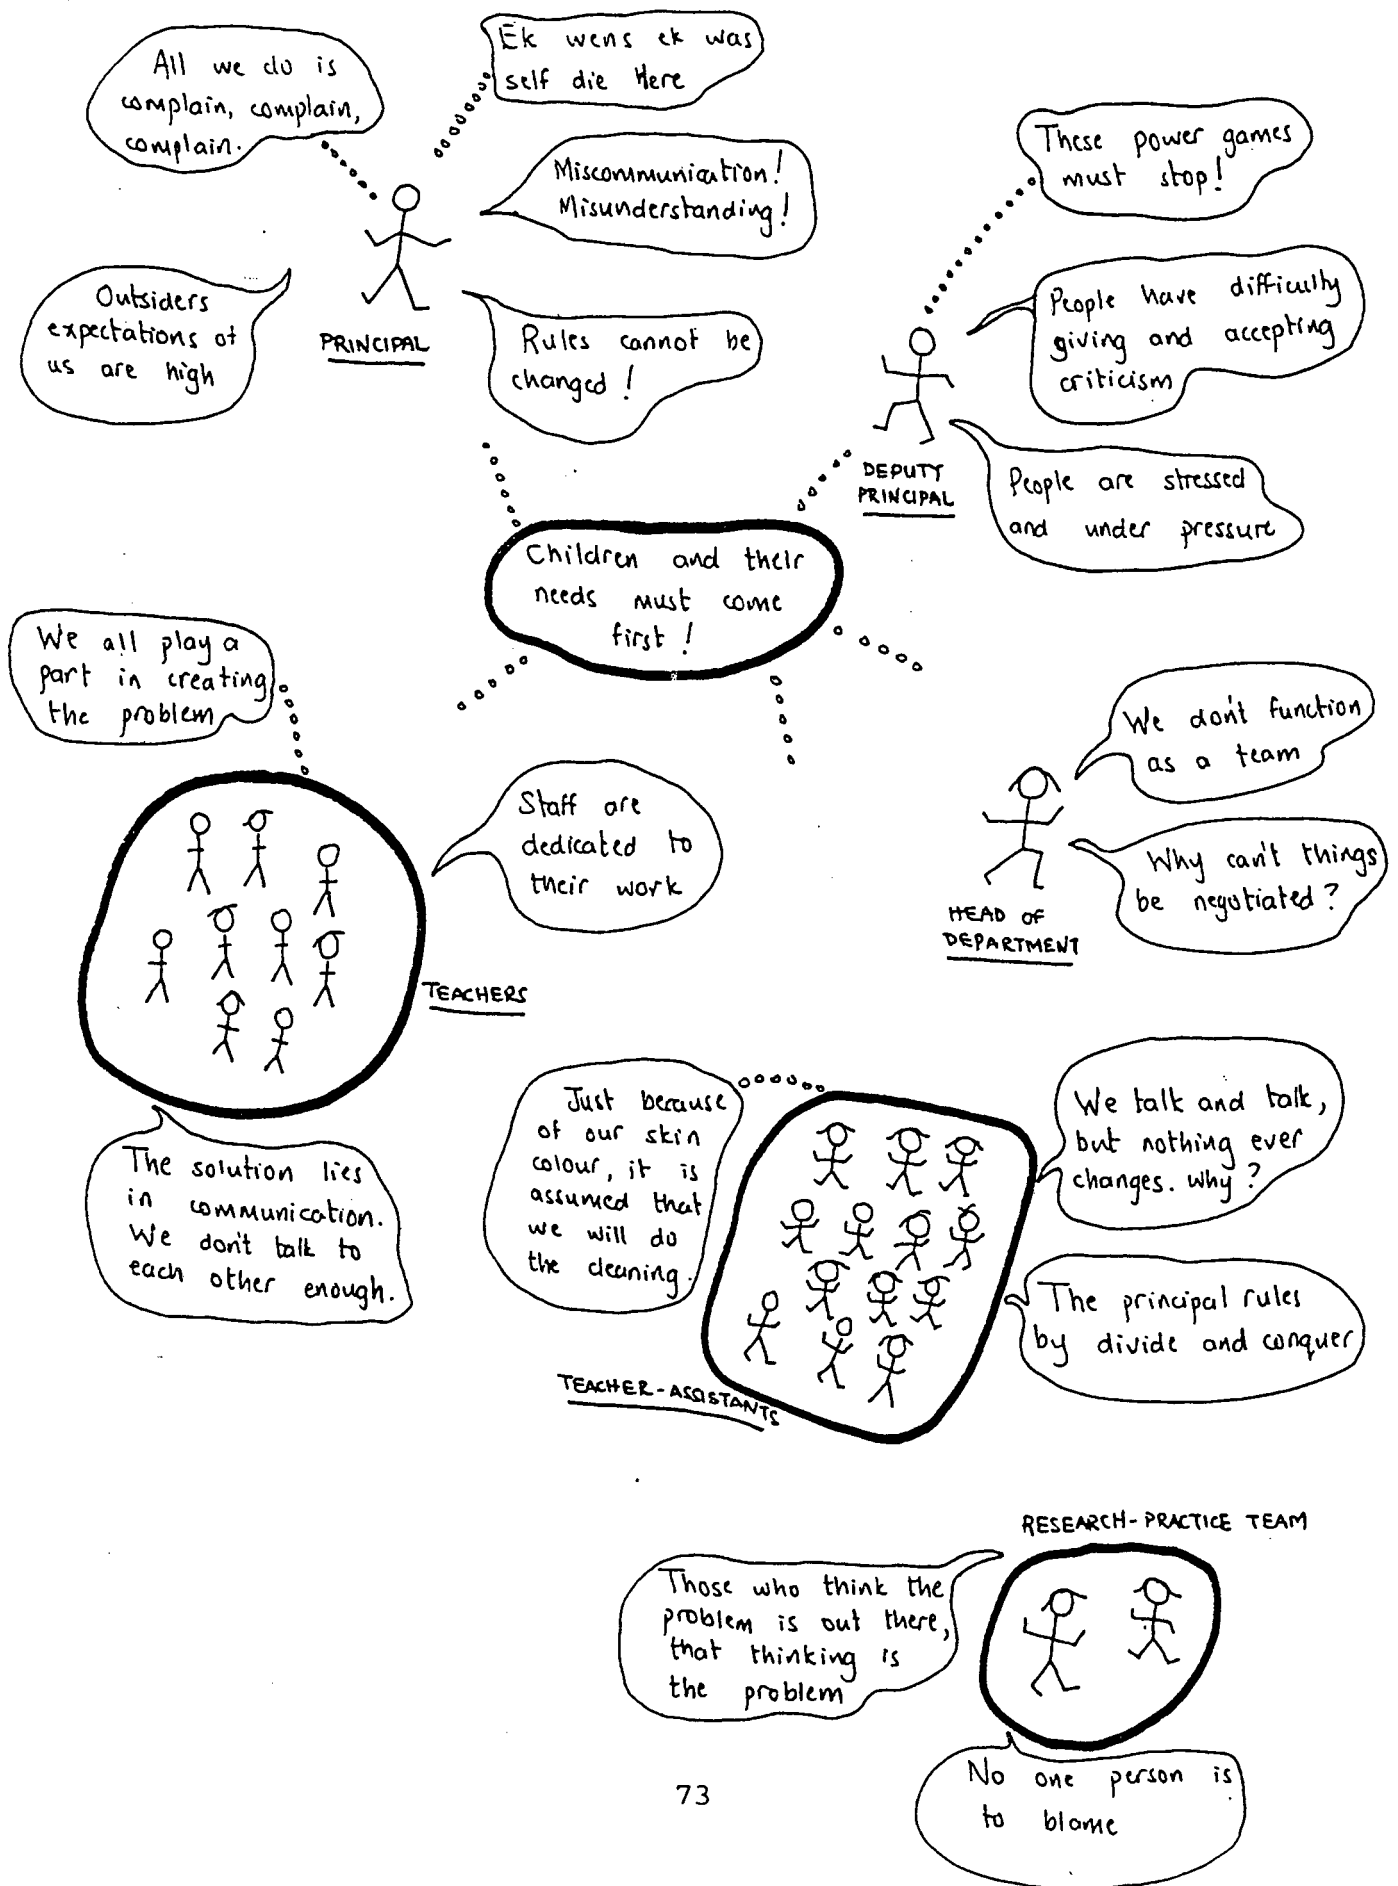 All we do is
complain, complain,
complain.
Ek wens ek was
self die Here
Miscommunication!
Misunderstanding!
Outsiders
expectations of
us are high
PRINCIPAL
Rules cannot be
changed!
These power games
must stop!
People have difficulty
giving and accepting
criticism
DEPUTY
PRINCIPAL
People are stressed
and under pressure
Children and their
needs must come
first!
We all play a
part in creating
the problem
Staff are
dedicated to
their work
TEACHERS
The solution lies
in communication.
We don't talk to
each other enough.
We don't function
as a team
Why can't things
be negotiated?
HEAD OF
DEPARTMENT
Just because
of our skin
colour, it is
assumed that
we will do
the cleaning.
We talk and talk,
but nothing ever
changes. Why?
The principal rules
by divide and conquer
TEACHER-ASSISTANTS
RESEARCH-PRACTICE TEAM
Those who think the
problem is out there,
that thinking is
the problem
No one person is
to blame
73